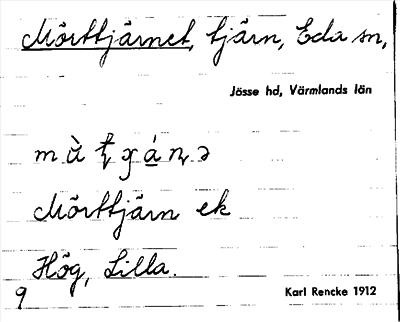 Mörttjärnet, tjärn, Eda sn,
Jösse hd, Värmlands län
Mörttjärn ek
Hög, Lilla.
9
Karl Rencke 1912